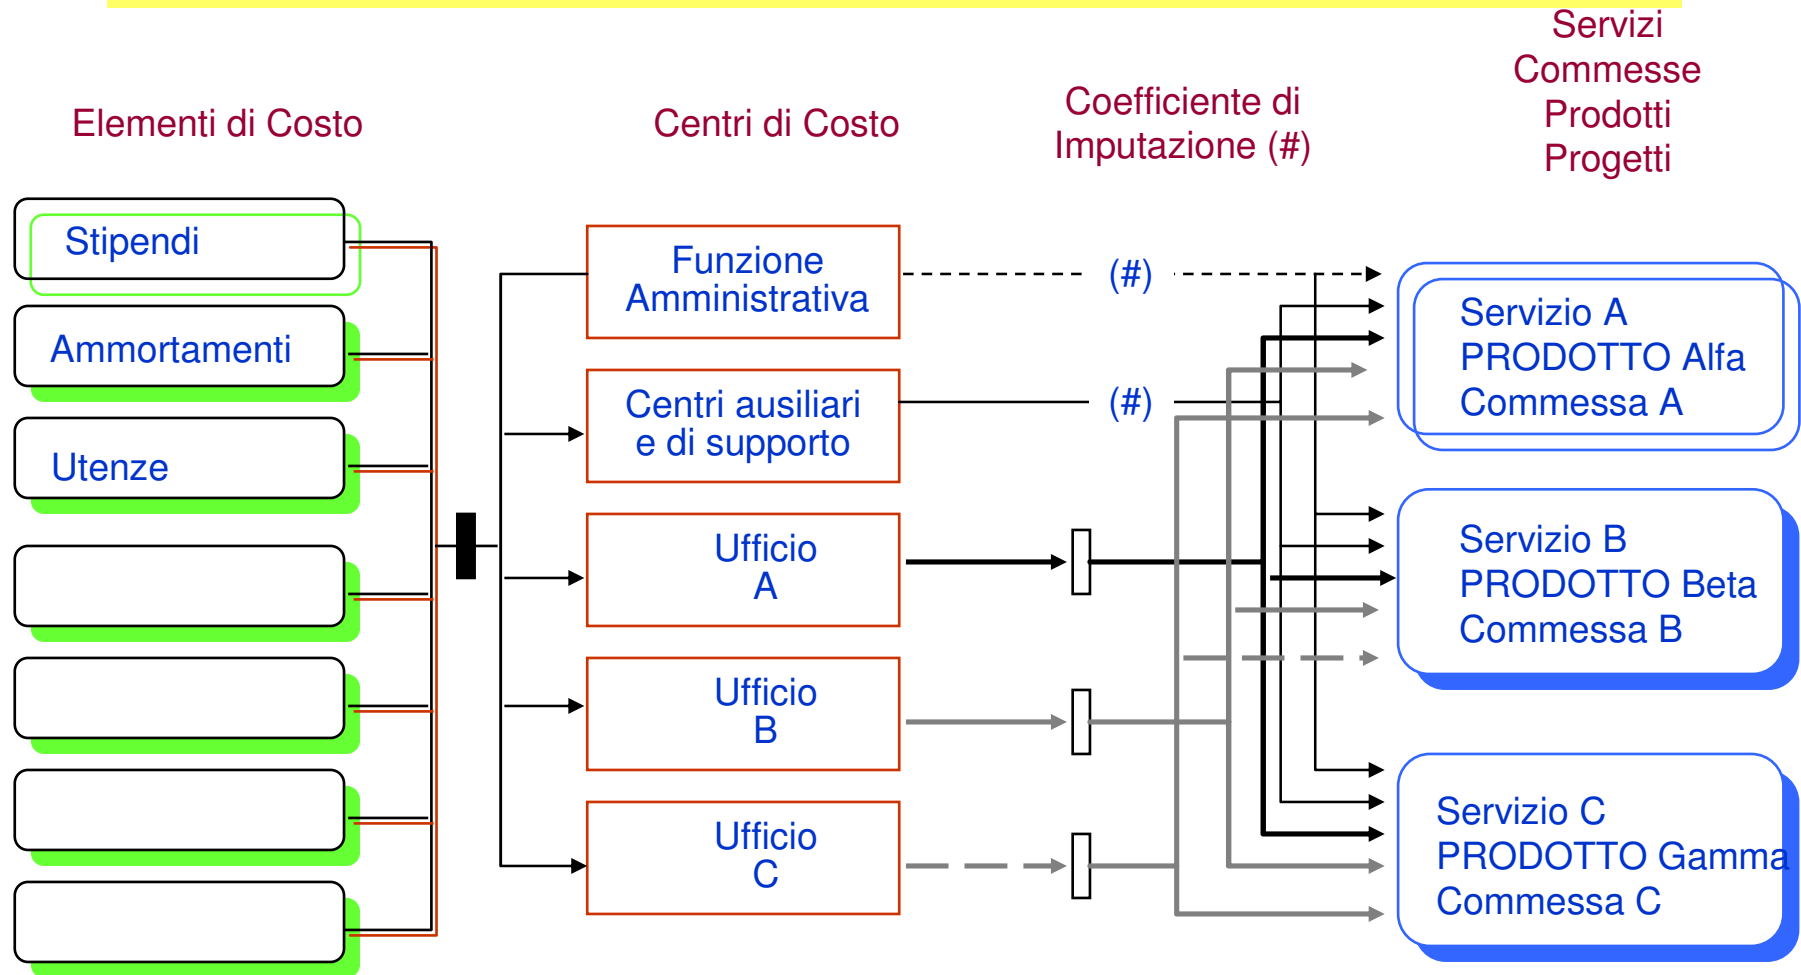 Servizi
Commesse
Prodotti
Progetti
Coefficiente di
Imputazione (#)
Centri di Costo
Elementi di Costo
Stipendi
Ammortamenti
Utenze
Funzione
Amministrativa
(#)
Centri ausiliari
e di supporto
(#)
Ufficio
A
Ufficio
B
Ufficio
C
Servizio A
PRODOTTO Alfa
Commessa A
Servizio B
PRODOTTO Beta
Commessa B
Servizio C
PRODOTTO Gamma
Commessa C